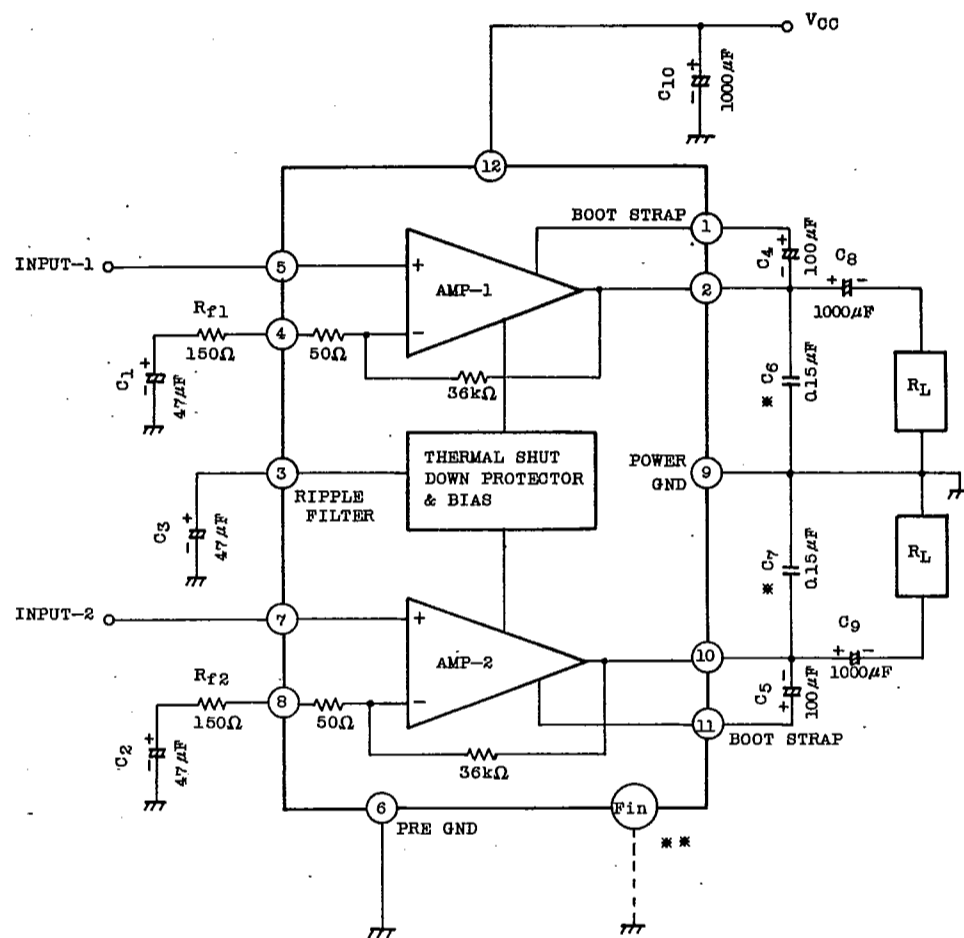 VCC
C10
+
-
1000μF
12
BOOT STRAP
1
C4
+
-
100μF
C8
+ -
1000μF
INPUT-1
5
+
AMP-1
2
Rf1
150Ω
4
50Ω
-
36kΩ
C1
+
-
47μF
※ C6
0.15μF
RL
THERMAL SHUT
DOWN PROTECTOR
& BIAS
3
RIPPLE
FILTER
C3
+
-
47μF
POWER
GND
9
※ C7
0.15μF
RL
INPUT-2
7
+
AMP-2
10
C9
+ -
1000μF
Rf2
150Ω
8
50Ω
-
36kΩ
C2
+
-
47μF
C5
-
+
100μF
11
BOOT STRAP
6
PRE GND
Fin
※※